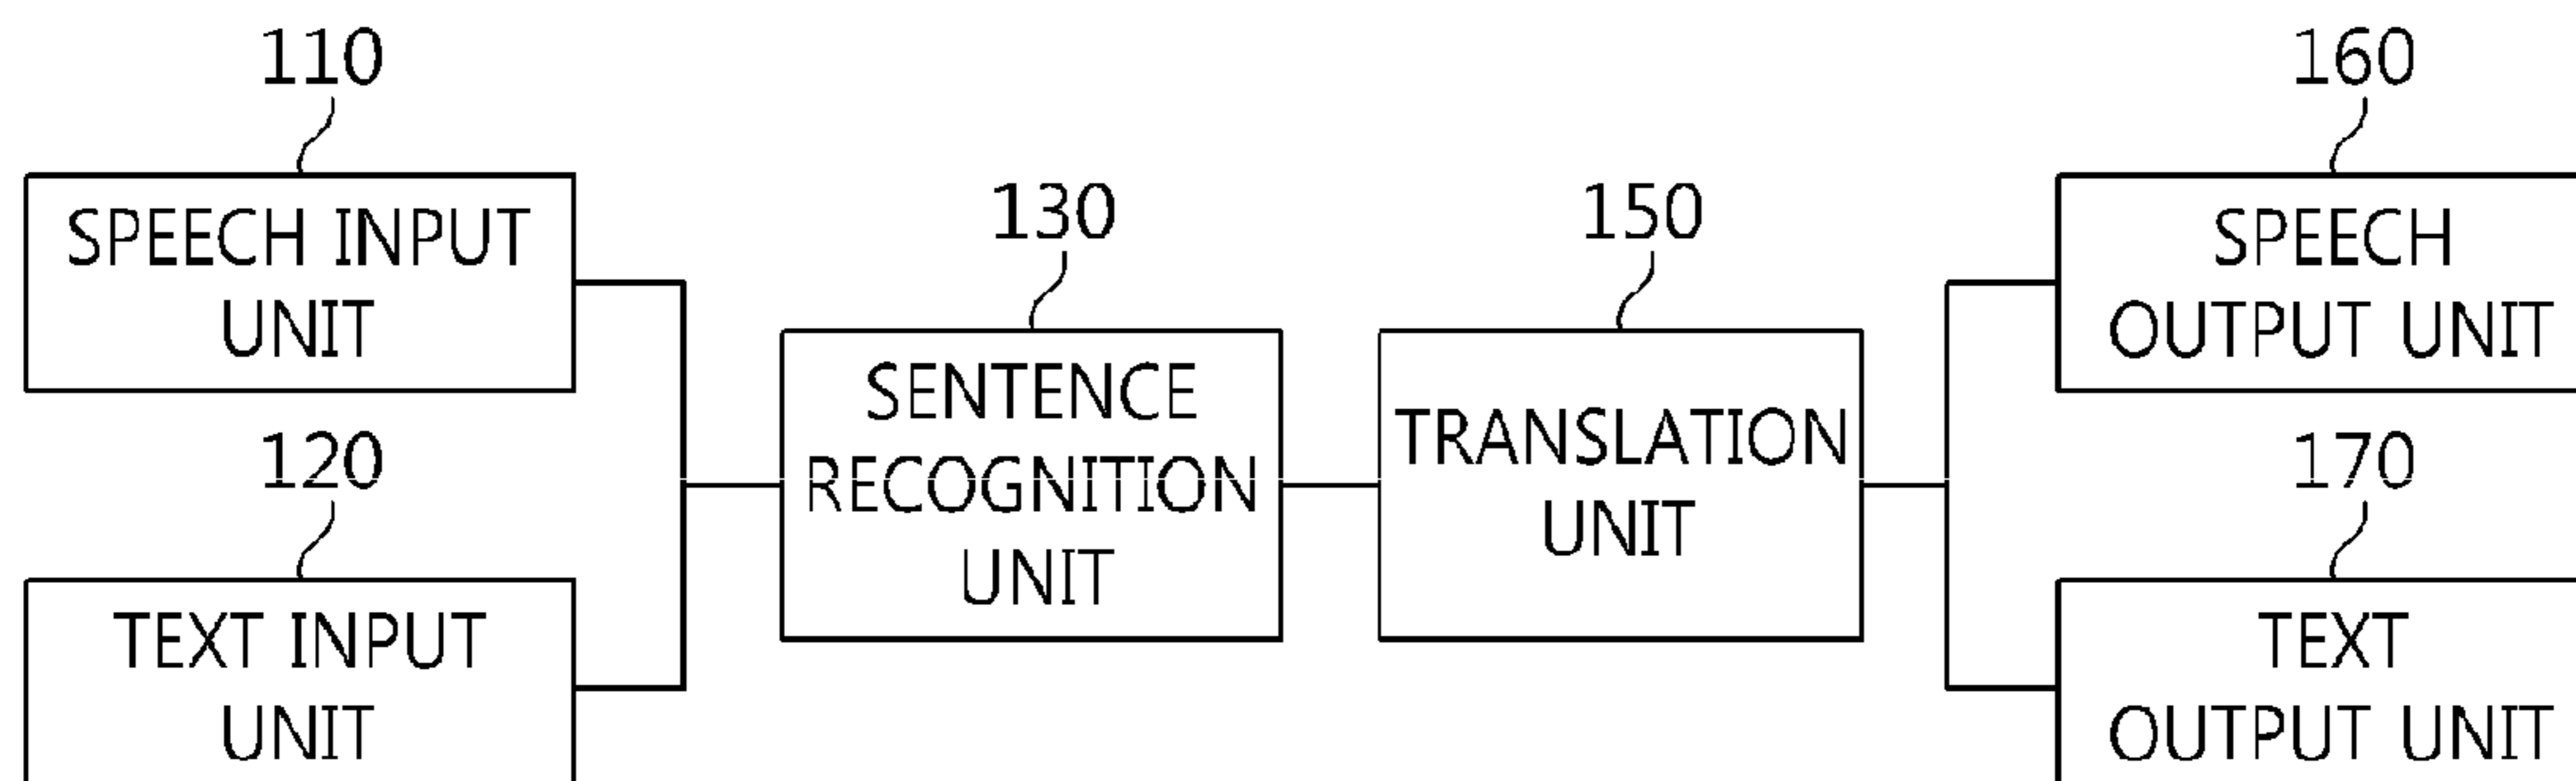 110
SPEECH INPUT
UNIT
120
TEXT INPUT
UNIT
130
SENTENCE
RECOGNITION
UNIT
150
TRANSLATION
UNIT
160
SPEECH
OUTPUT UNIT
170
TEXT
OUTPUT UNIT